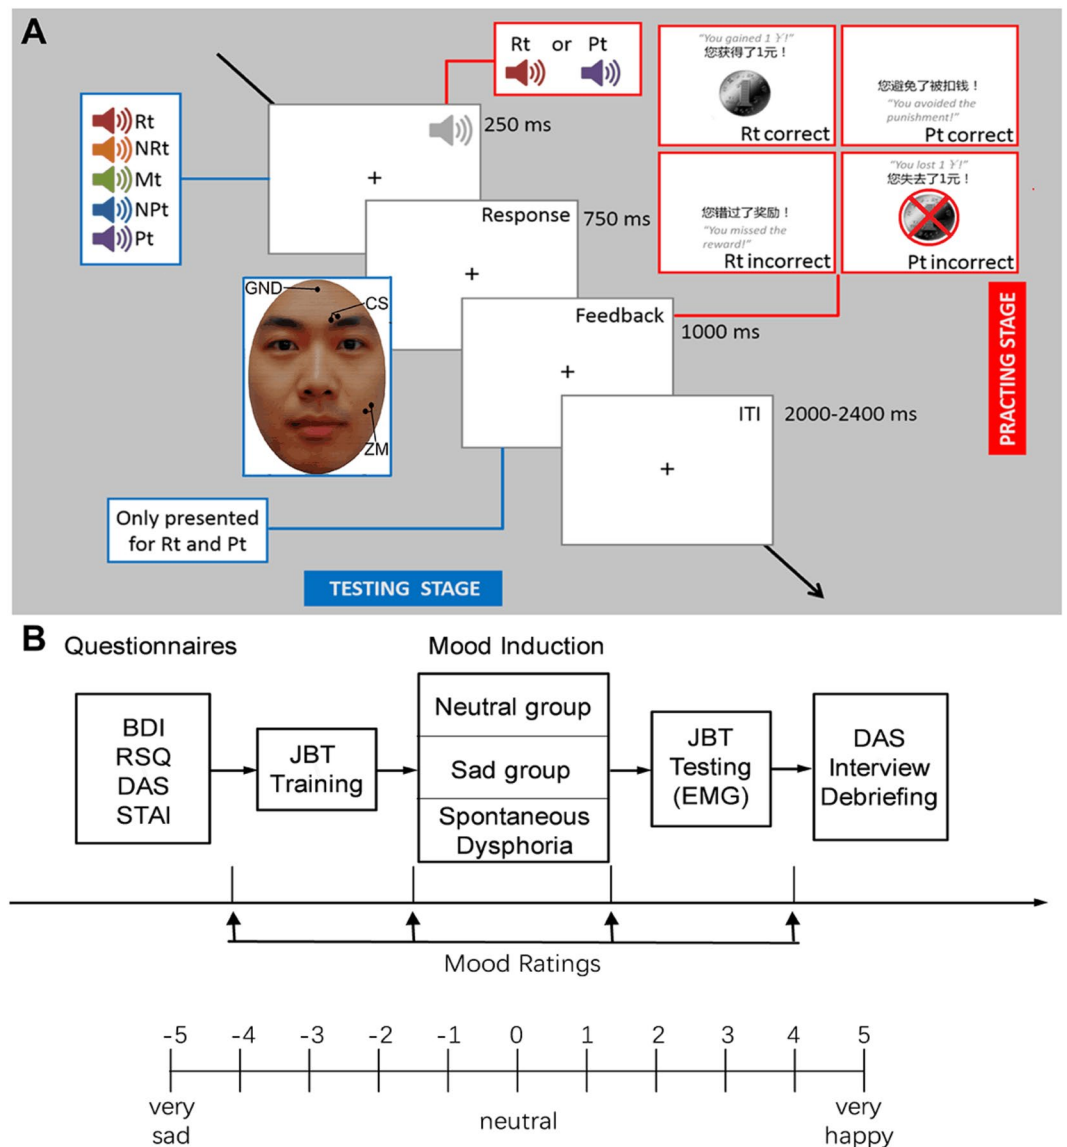 A
Rt or Pt
250 ms
Rt
NRt
Mt
NPt
Pt
"You gained 1 ¥!"
您获得了1元！
1
Rt correct
您避免了被扣钱！
"You avoided the
punishment!"
Pt correct
您错过了奖励！
"You missed the
reward!"
Rt incorrect
"You lost 1 ¥!"
您失去了1元！
Pt incorrect
Response
750 ms
GND
CS
ZM
Feedback
1000 ms
PRACTING STAGE
ITI
2000-2400 ms
Only presented
for Rt and Pt
TESTING STAGE
B
Questionnaires
Mood Induction
BDI
RSQ
DAS
STAI
JBT
Training
Neutral group
Sad group
Spontaneous
Dysphoria
JBT
Testing
(EMG)
DAS
Interview
Debriefing
Mood Ratings
-5 -4 -3 -2 -1 0 1 2 3 4 5
very
sad
neutral
very
happy